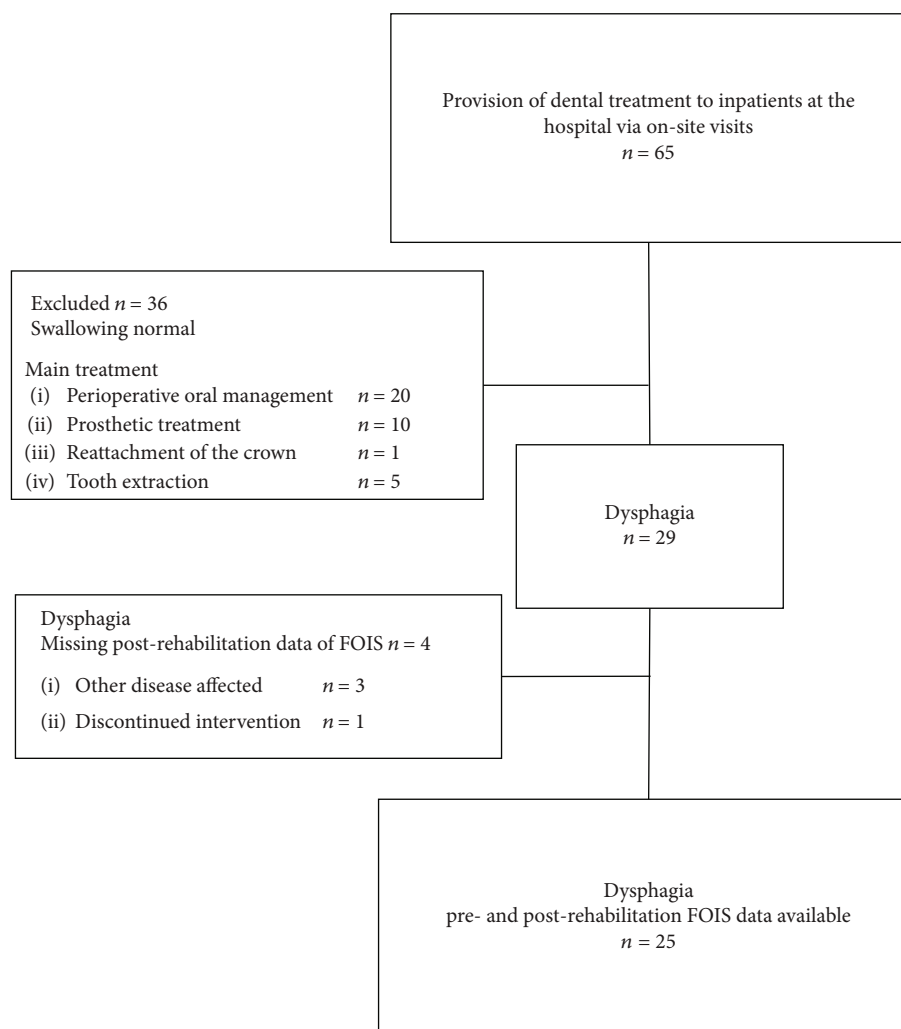 Provision of dental treatment to inpatients at the
hospital via on-site visits
n = 65
Excluded n = 36
Swallowing normal
Main treatment
(i) Perioperative oral management n = 20
(ii) Prosthetic treatment n = 10
(iii) Reattachment of the crown n = 1
(iv) Tooth extraction n = 5
Dysphagia
n = 29
Dysphagia
Missing post-rehabilitation data of FOIS n = 4
(i) Other disease affected n = 3
(ii) Discontinued intervention n = 1
Dysphagia
pre- and post-rehabilitation FOIS data available
n = 25